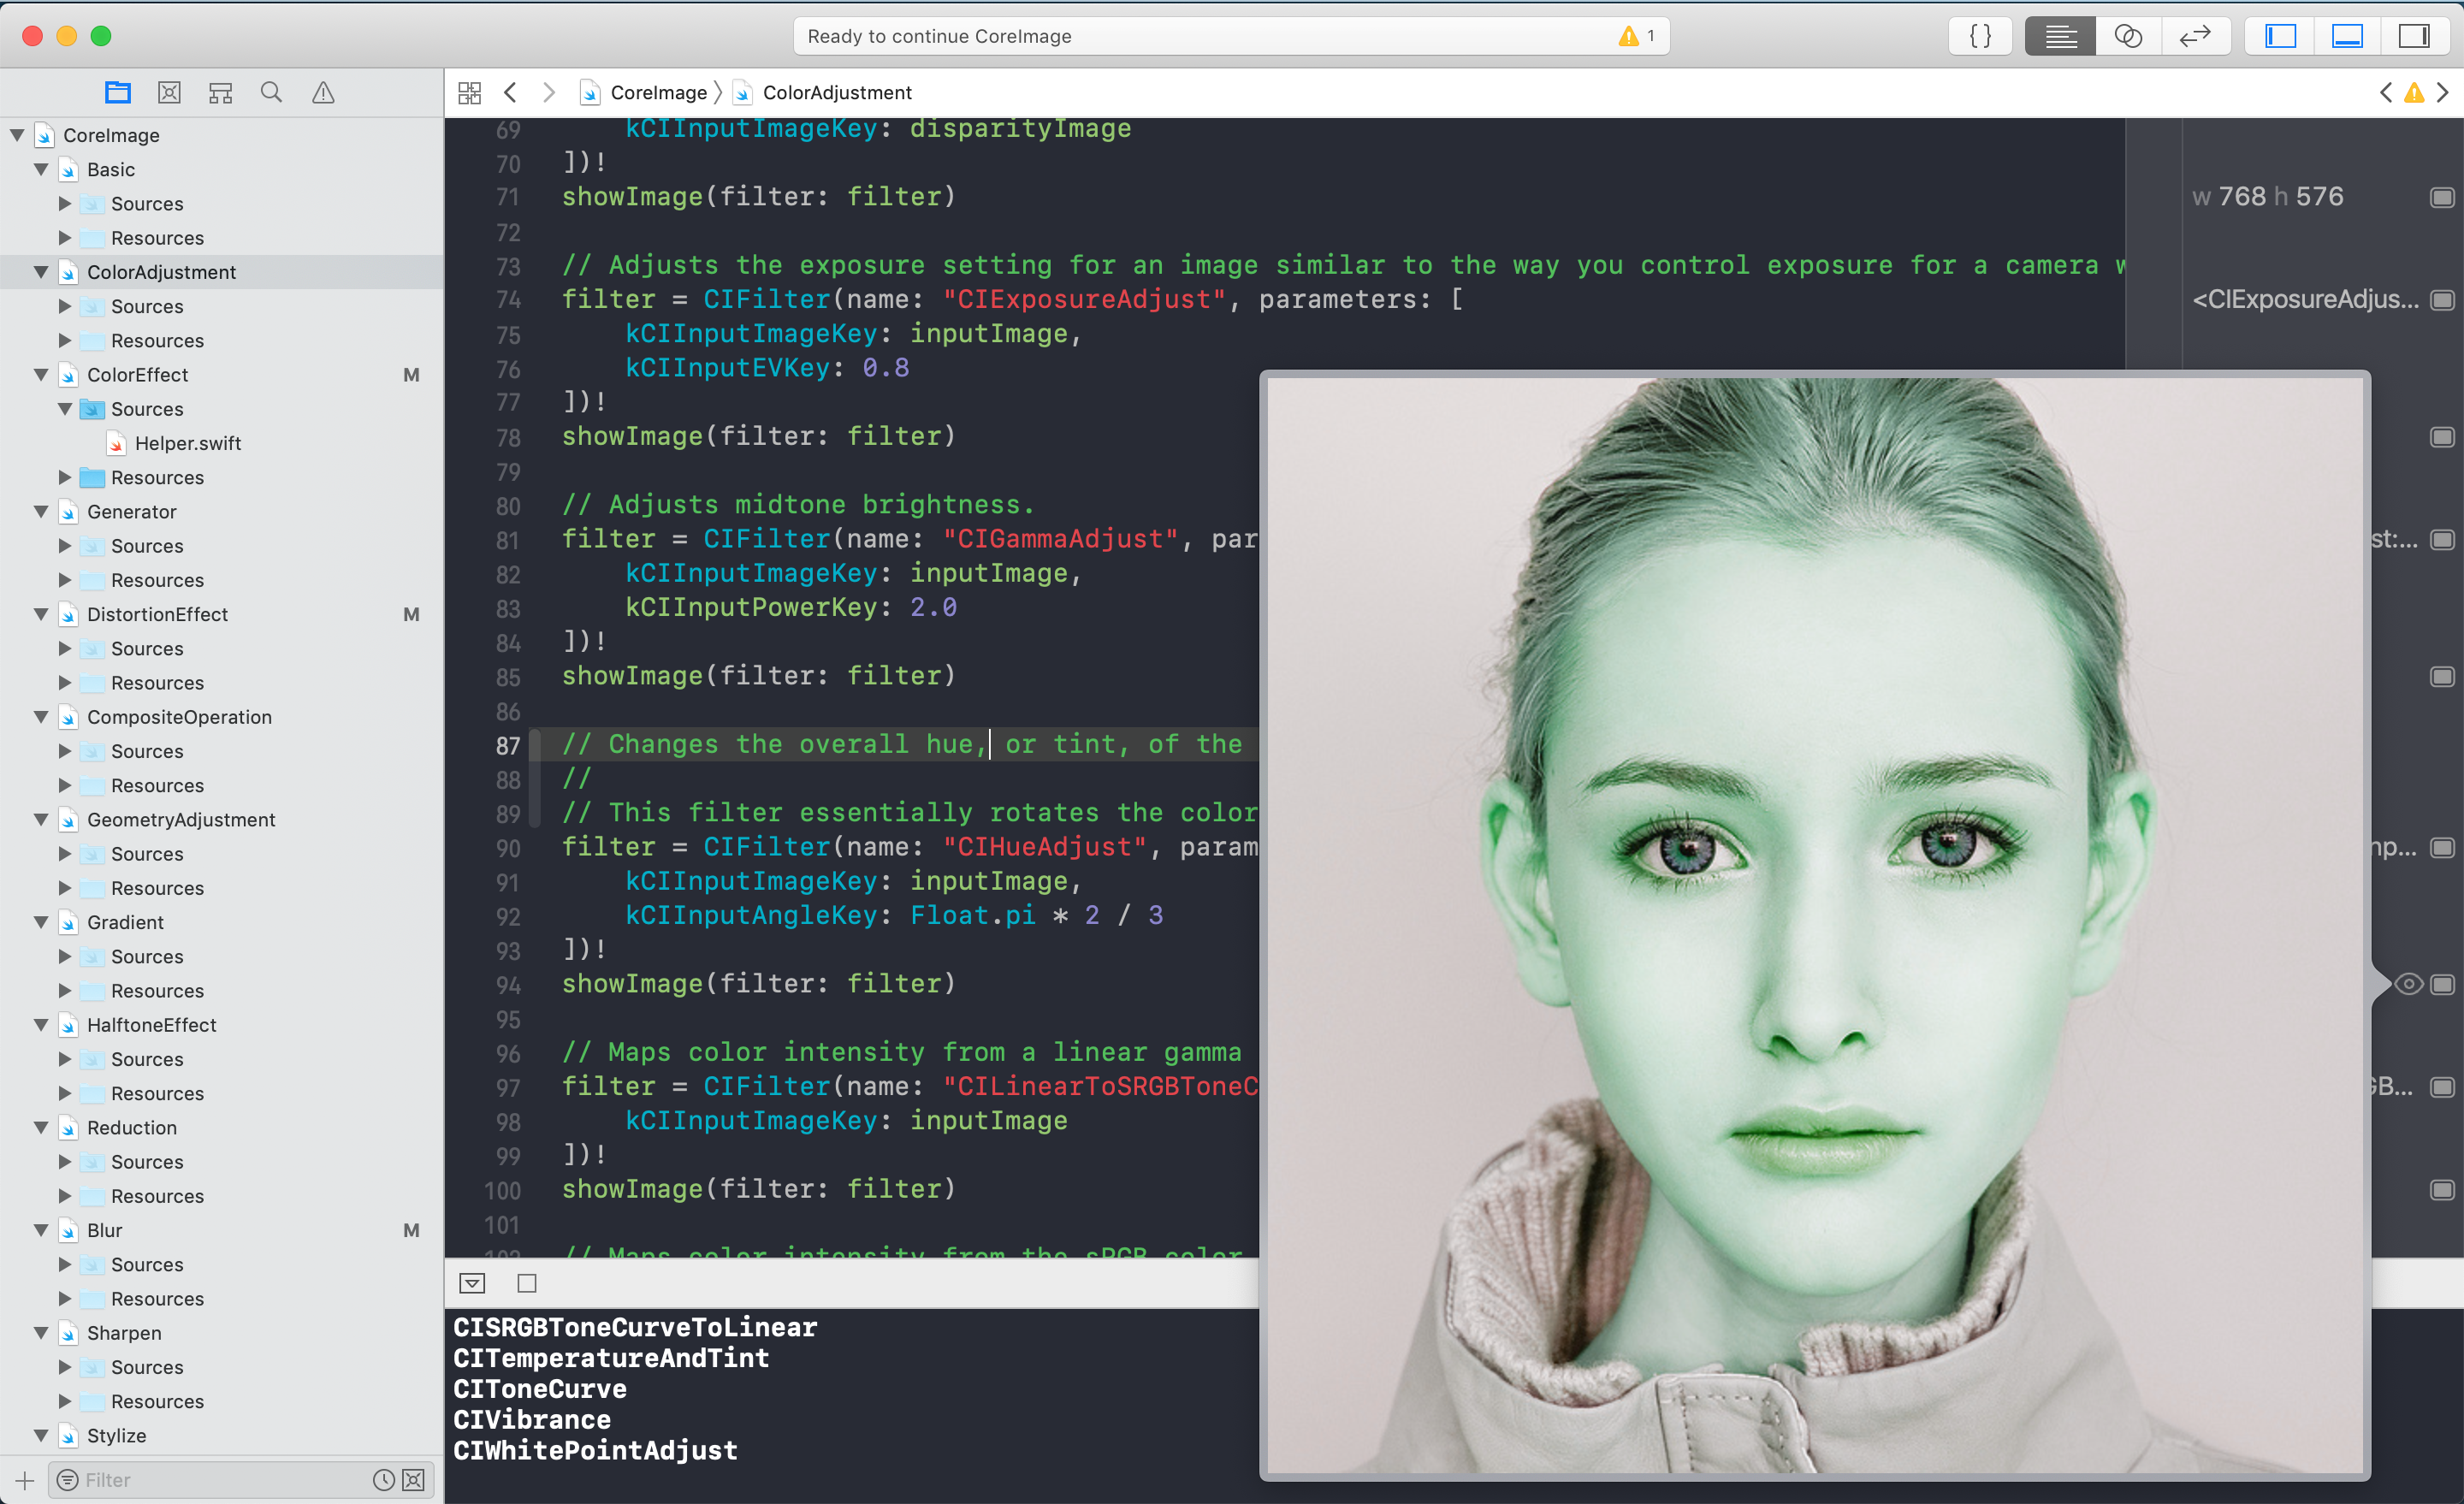 Ready to continue CoreImage
1
{ }
CoreImage
ColorAdjustment
CoreImage
Basic
Sources
Resources
ColorAdjustment
Sources
Resources
ColorEffect M
Sources
Helper.swift
Resources
Generator
Sources
Resources
DistortionEffect M
Sources
Resources
CompositeOperation
Sources
Resources
GeometryAdjustment
Sources
Resources
Gradient
Sources
Resources
HalftoneEffect
Sources
Resources
Reduction
Sources
Resources
Blur M
Sources
Resources
Sharpen
Sources
Resources
Stylize
Filter
69 kCIInputImageKey: disparityImage
70 ])!
71 showImage(filter: filter)
72
73 // Adjusts the exposure setting for an image similar to the way you control exposure for a camera w
74 filter = CIFilter(name: "CIExposureAdjust", parameters: [
75 kCIInputImageKey: inputImage,
76 kCIInputEVKey: 0.8
77 ])!
78 showImage(filter: filter)
79
80 // Adjusts midtone brightness.
81 filter = CIFilter(name: "CIGammaAdjust", par
82 kCIInputImageKey: inputImage,
83 kCIInputPowerKey: 2.0
84 ])!
85 showImage(filter: filter)
86
87 // Changes the overall hue, or tint, of the
88 //
89 // This filter essentially rotates the color
90 filter = CIFilter(name: "CIHueAdjust", param
91 kCIInputImageKey: inputImage,
92 kCIInputAngleKey: Float.pi * 2 / 3
93 ])!
94 showImage(filter: filter)
95
96 // Maps color intensity from a linear gamma
97 filter = CIFilter(name: "CILinearToSRGBToneC
98 kCIInputImageKey: inputImage
99 ])!
100 showImage(filter: filter)
101
102 // Maps color intensity from the sRGB color
w 768 h 576
<CIExposureAdjus...
st:...
np...
GB...
CISRGBToneCurveToLinear
CITemperatureAndTint
CIToneCurve
CIVibrance
CIWhitePointAdjust